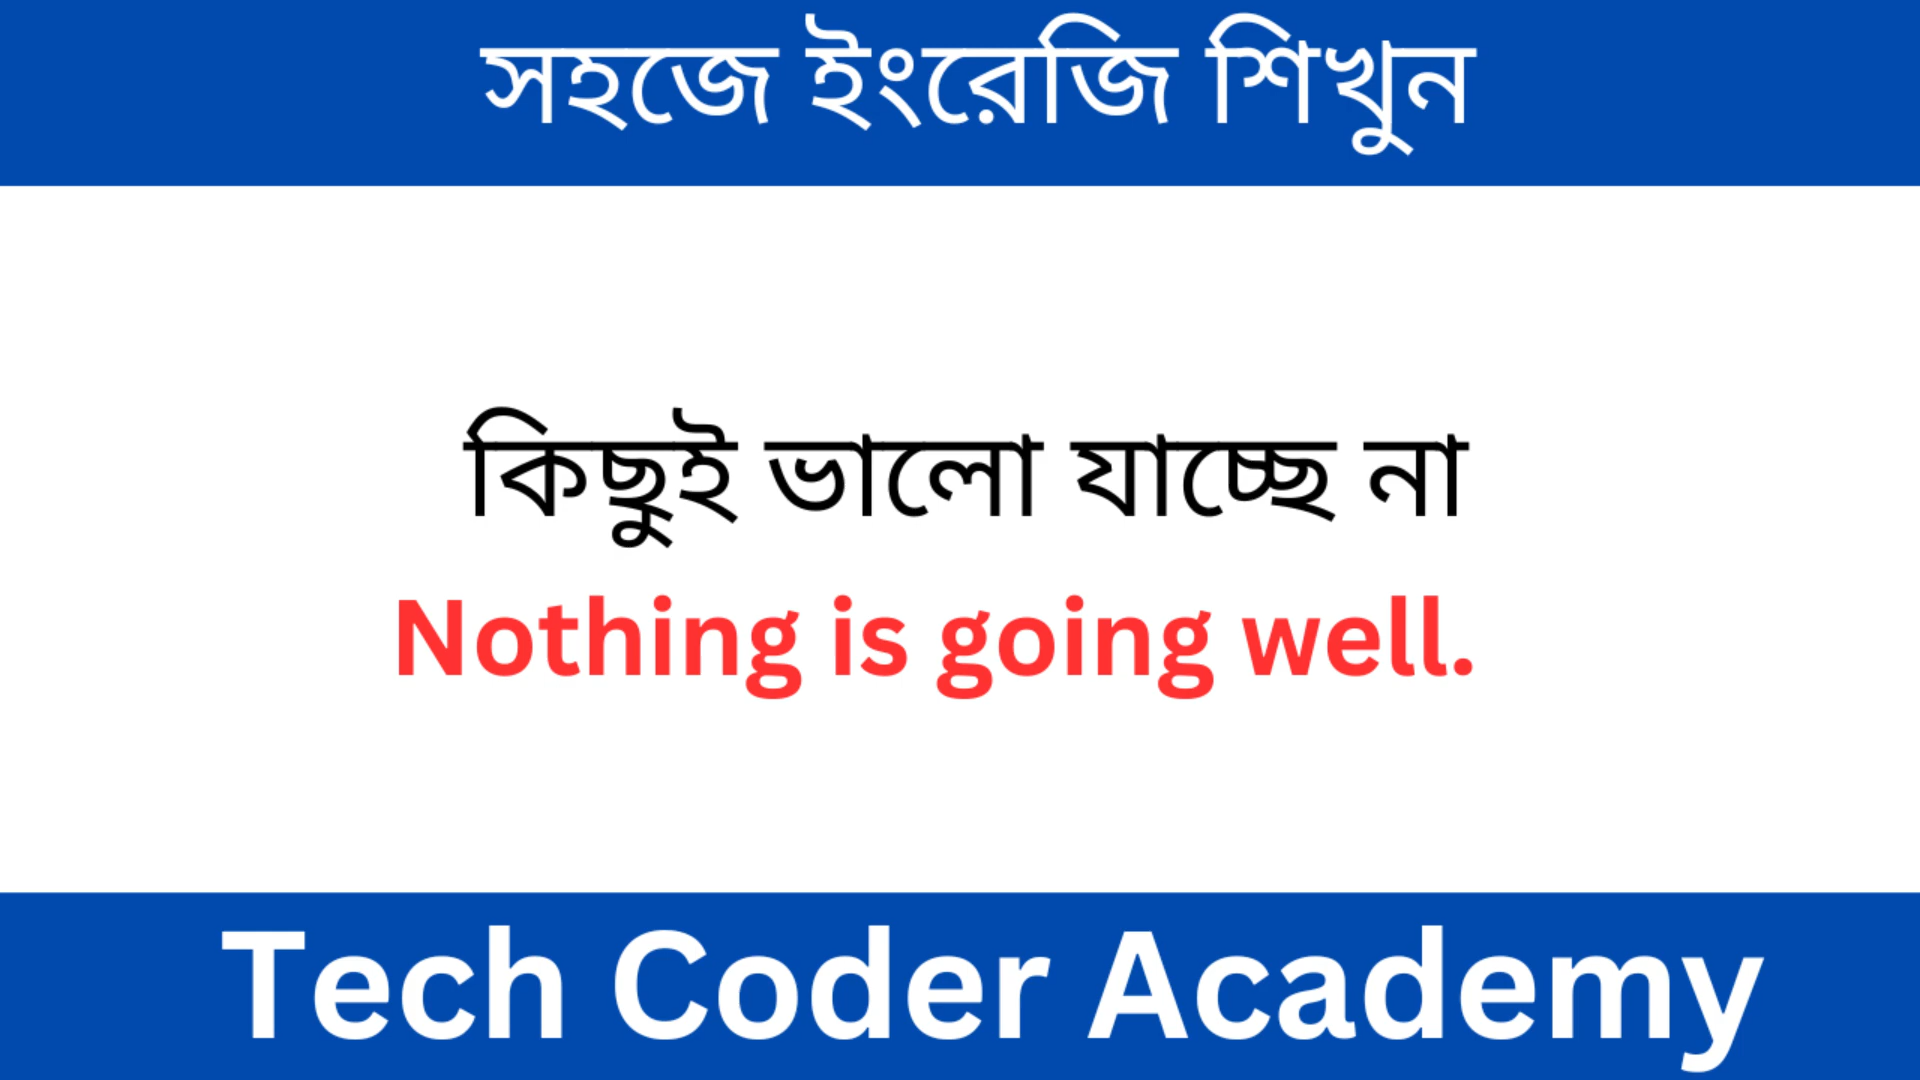 সহজে ইংরেজি শিখুন
কিছুই ভালো যাচ্ছে না
Nothing is going well.
Tech Coder Academy